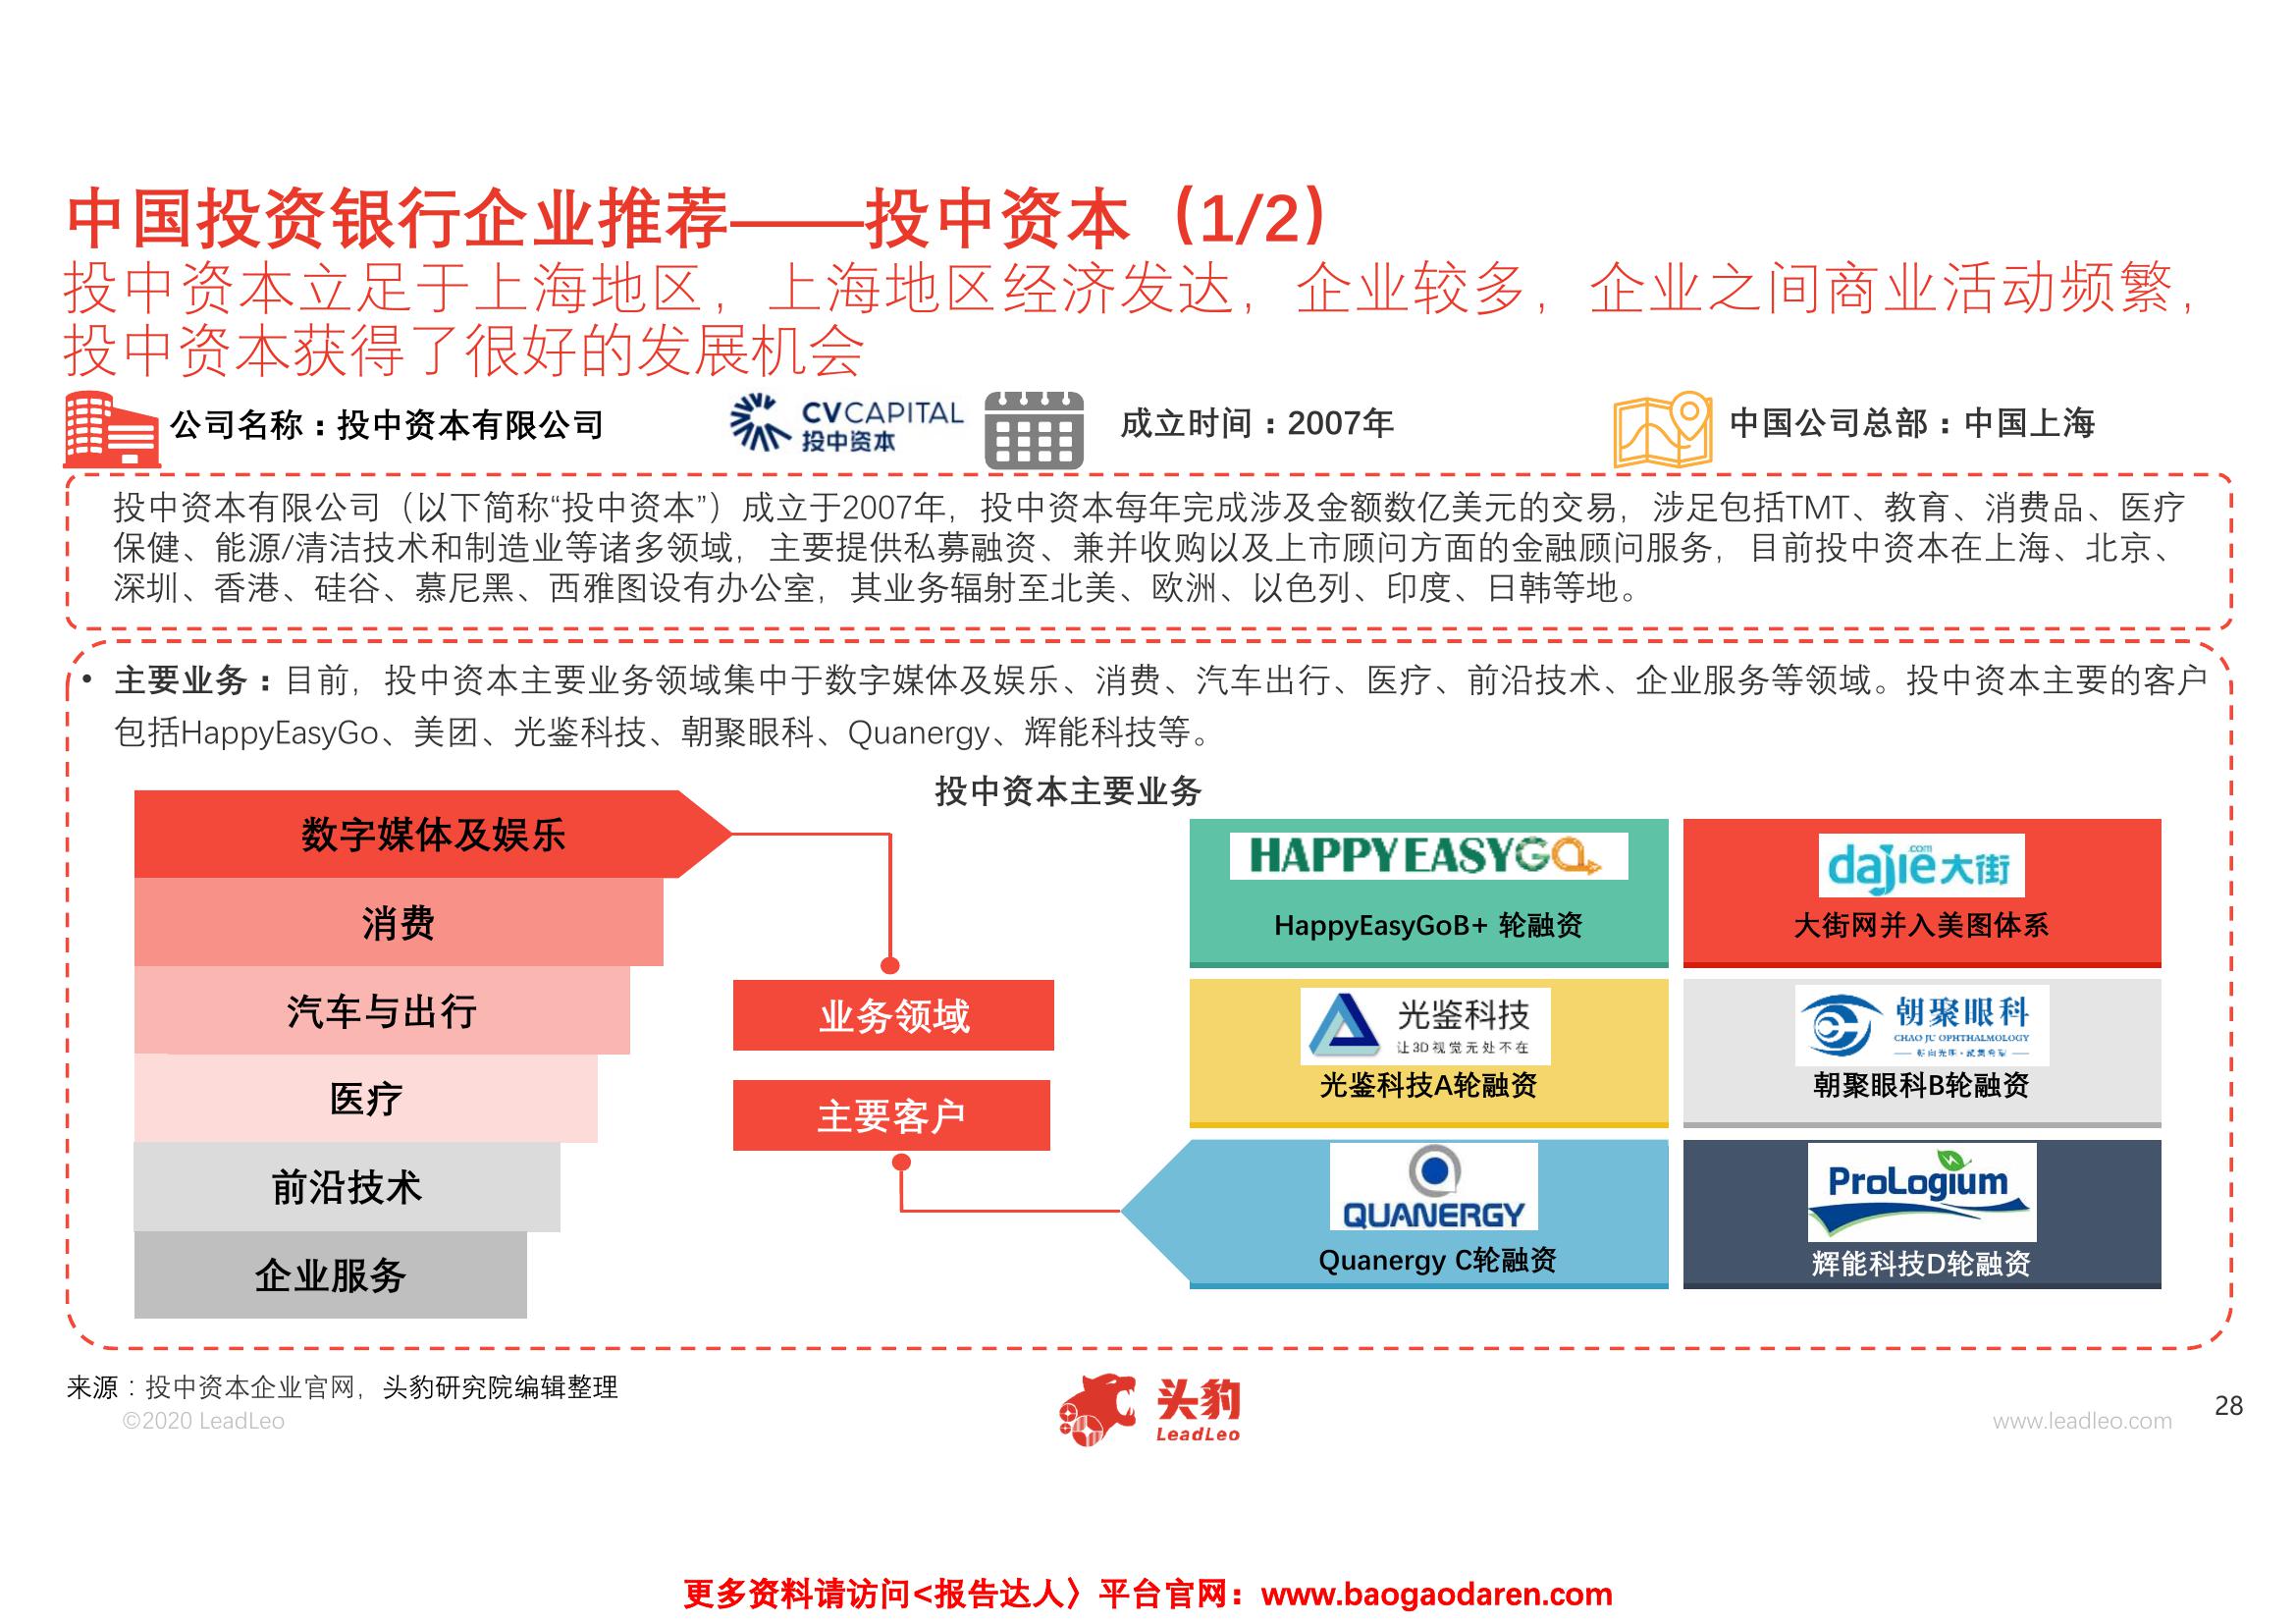 中国投资银行企业推荐——投中资本（1/2）
投中资本立足于上海地区，上海地区经济发达，企业较多，企业之间商业活动频繁，
投中资本获得了很好的发展机会
公司名称：投中资本有限公司
CVCAPITAL
投中资本
成立时间：2007年
中国公司总部：中国上海
投中资本有限公司（以下简称“投中资本”）成立于2007年，投中资本每年完成涉及金额数亿美元的交易，涉足包括TMT、教育、消费品、医疗
保健、能源/清洁技术和制造业等诸多领域，主要提供私募融资、兼并收购以及上市顾问方面的金融顾问服务，目前投中资本在上海、北京、
深圳、香港、硅谷、慕尼黑、西雅图设有办公室，其业务辐射至北美、欧洲、以色列、印度、日韩等地。
• 主要业务：目前，投中资本主要业务领域集中于数字媒体及娱乐、消费、汽车出行、医疗、前沿技术、企业服务等领域。投中资本主要的客户
包括HappyEasyGo、美团、光鉴科技、朝聚眼科、Quanergy、辉能科技等。
投中资本主要业务
数字媒体及娱乐
消费
汽车与出行
医疗
前沿技术
企业服务
业务领域
主要客户
HAPPYEASYGO
HappyEasyGoB+ 轮融资
dajie.com大街
大街网并入美图体系
光鉴科技
让3D视觉无处不在
光鉴科技A轮融资
朝聚眼科
CHAO JU OPHTHALMOLOGY
朝聚眼科B轮融资
QUANERGY
Quanergy C轮融资
ProLogium
辉能科技D轮融资
来源：投中资本企业官网，头豹研究院编辑整理
©2020 LeadLeo
头豹
LeadLeo
www.leadleo.com
28
更多资料请访问<报告达人〉平台官网：www.baogaodaren.com